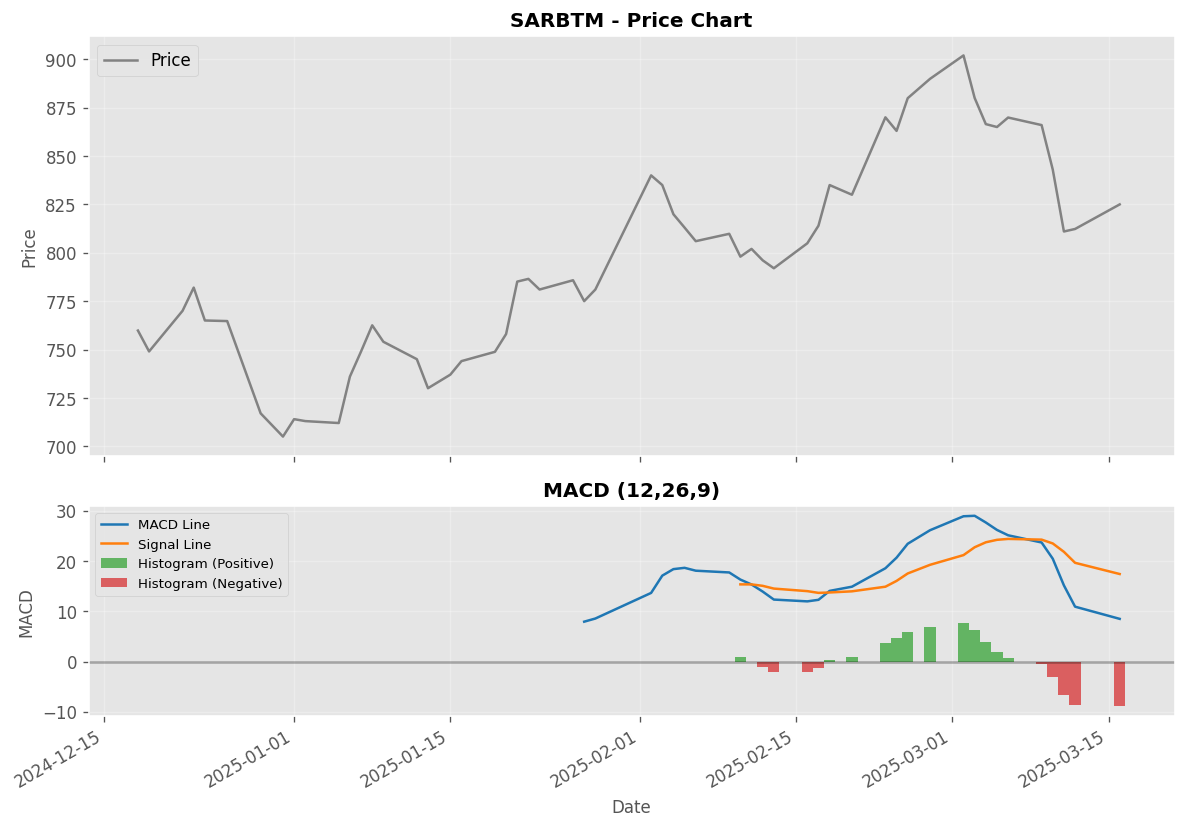 SARBTM - Price Chart
Price
900
875
850
825
800
775
750
725
700
Price
MACD (12,26,9)
MACD Line
Signal Line
Histogram (Positive)
Histogram (Negative)
30
20
10
0
−10
MACD
2024-12-15
2025-01-01
2025-01-15
2025-02-01
2025-02-15
2025-03-01
2025-03-15
Date